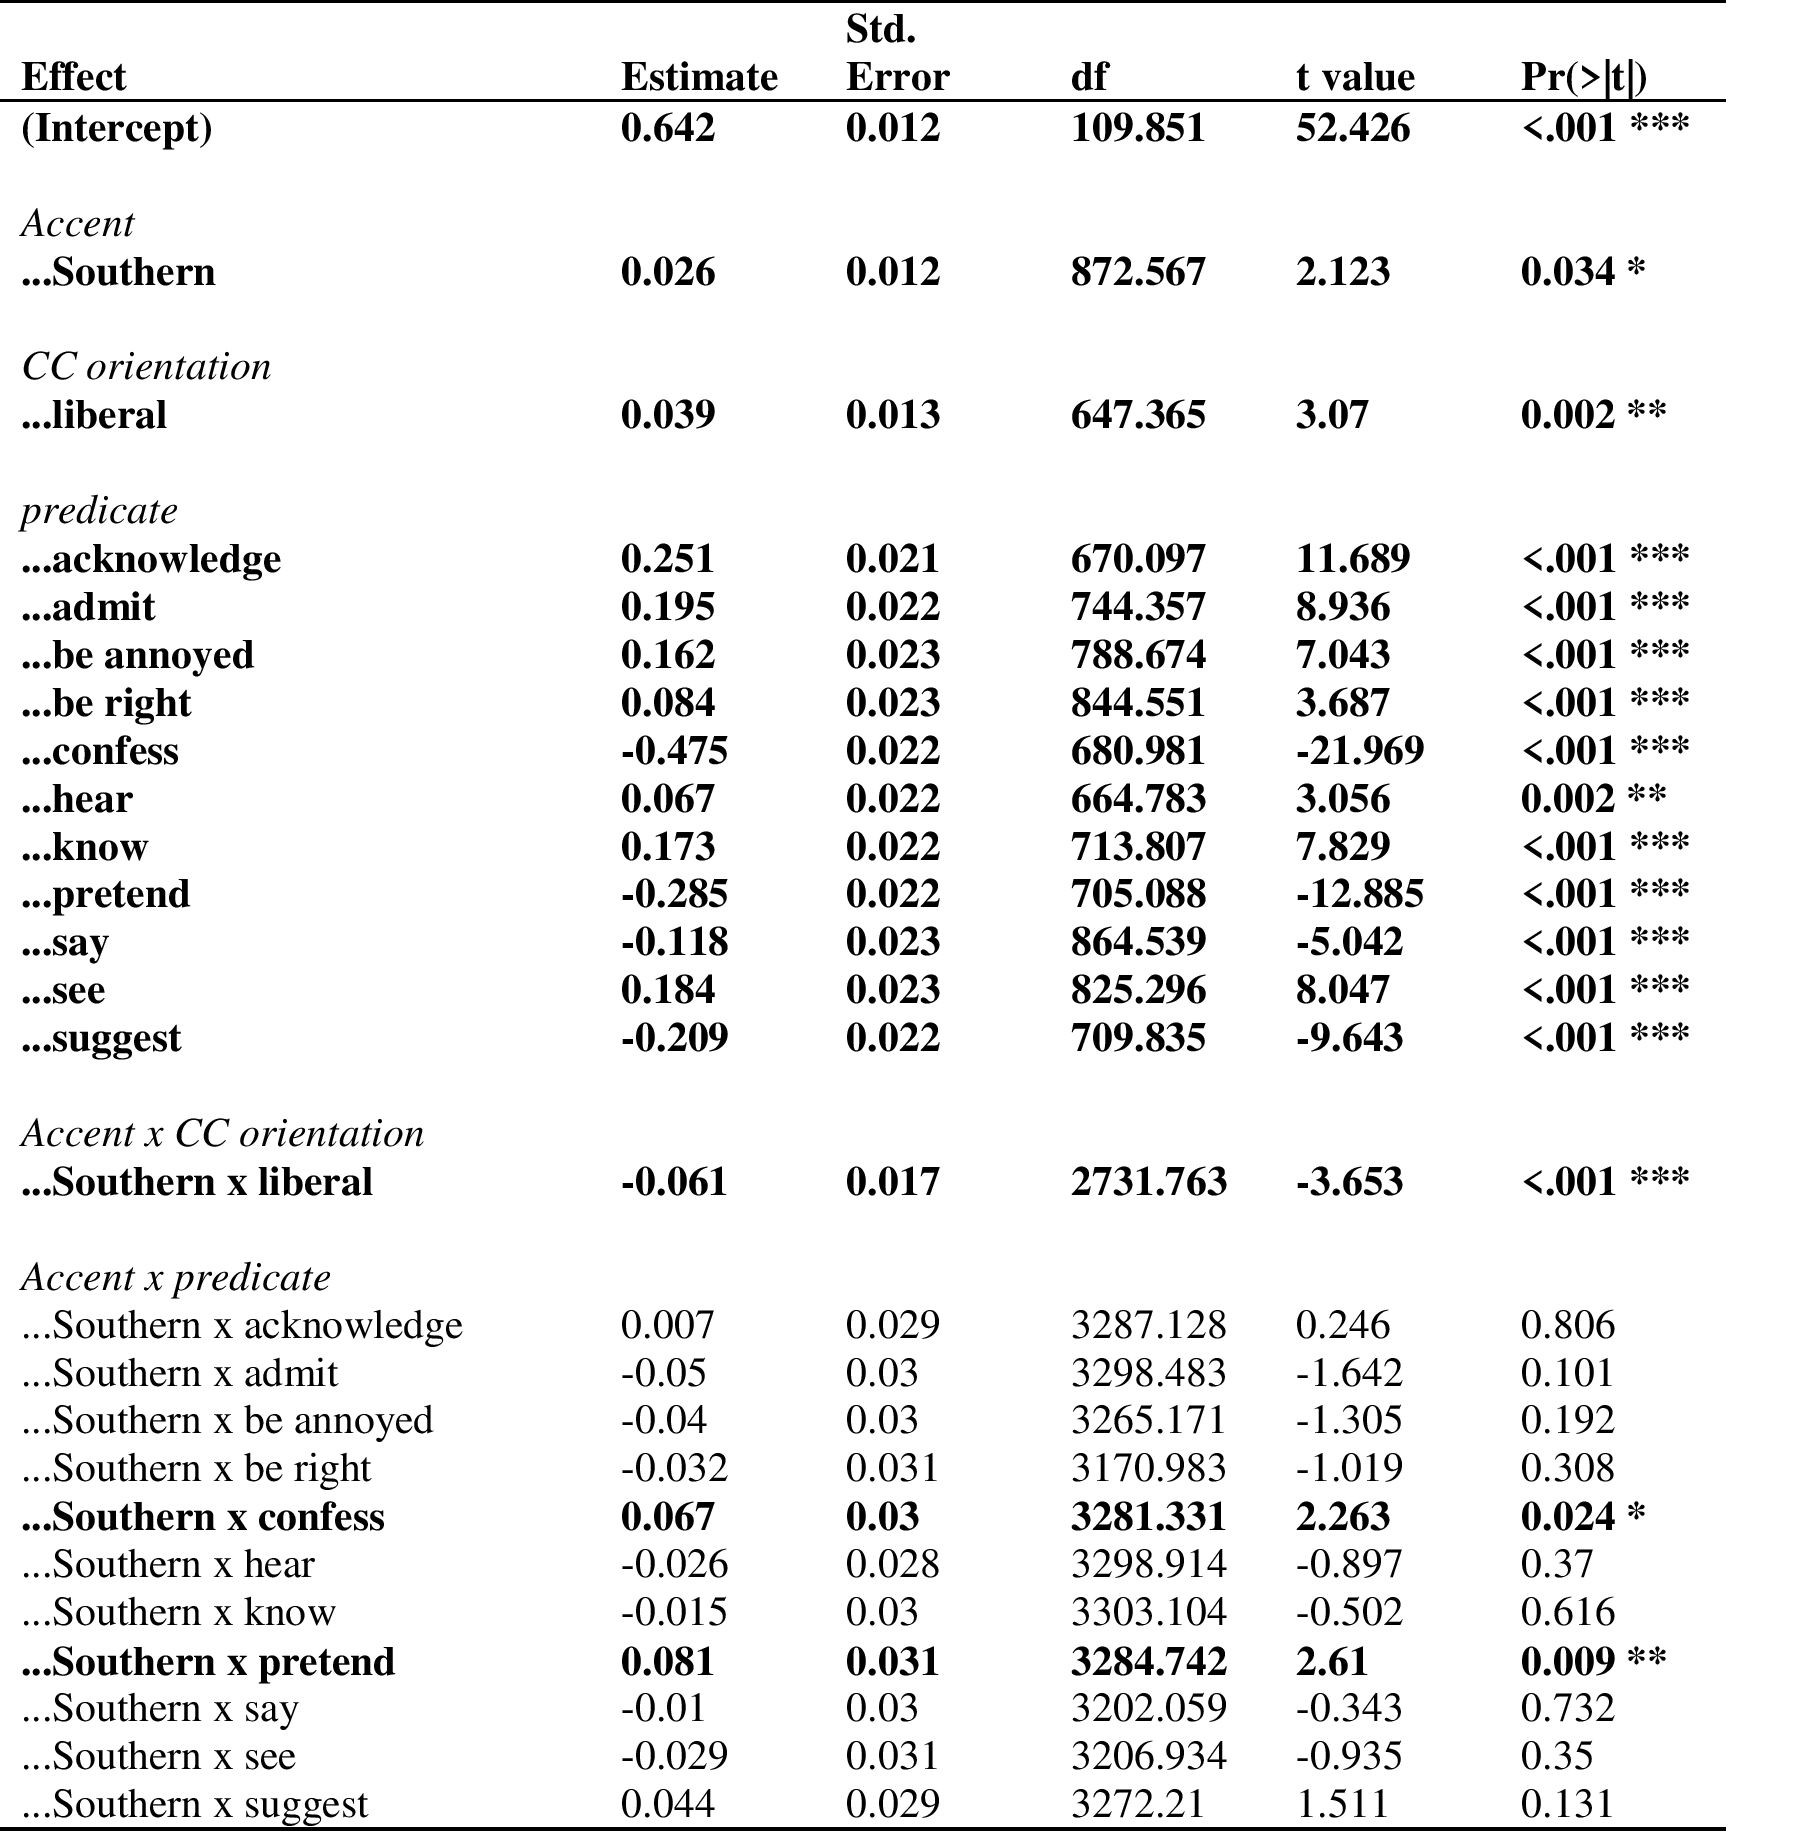 Std.
Effect Estimate Error df t value Pr(>|t|)
(Intercept) 0.642 0.012 109.851 52.426 <.001 ***
Accent
...Southern 0.026 0.012 872.567 2.123 0.034 *
CC orientation
...liberal 0.039 0.013 647.365 3.07 0.002 **
predicate
...acknowledge 0.251 0.021 670.097 11.689 <.001 ***
...admit 0.195 0.022 744.357 8.936 <.001 ***
...be annoyed 0.162 0.023 788.674 7.043 <.001 ***
...be right 0.084 0.023 844.551 3.687 <.001 ***
...confess -0.475 0.022 680.981 -21.969 <.001 ***
...hear 0.067 0.022 664.783 3.056 0.002 **
...know 0.173 0.022 713.807 7.829 <.001 ***
...pretend -0.285 0.022 705.088 -12.885 <.001 ***
...say -0.118 0.023 864.539 -5.042 <.001 ***
...see 0.184 0.023 825.296 8.047 <.001 ***
...suggest -0.209 0.022 709.835 -9.643 <.001 ***
Accent x CC orientation
...Southern x liberal -0.061 0.017 2731.763 -3.653 <.001 ***
Accent x predicate
...Southern x acknowledge 0.007 0.029 3287.128 0.246 0.806
...Southern x admit -0.05 0.03 3298.483 -1.642 0.101
...Southern x be annoyed -0.04 0.03 3265.171 -1.305 0.192
...Southern x be right -0.032 0.031 3170.983 -1.019 0.308
...Southern x confess 0.067 0.03 3281.331 2.263 0.024 *
...Southern x hear -0.026 0.028 3298.914 -0.897 0.37
...Southern x know -0.015 0.03 3303.104 -0.502 0.616
...Southern x pretend 0.081 0.031 3284.742 2.61 0.009 **
...Southern x say -0.01 0.03 3202.059 -0.343 0.732
...Southern x see -0.029 0.031 3206.934 -0.935 0.35
...Southern x suggest 0.044 0.029 3272.21 1.511 0.131